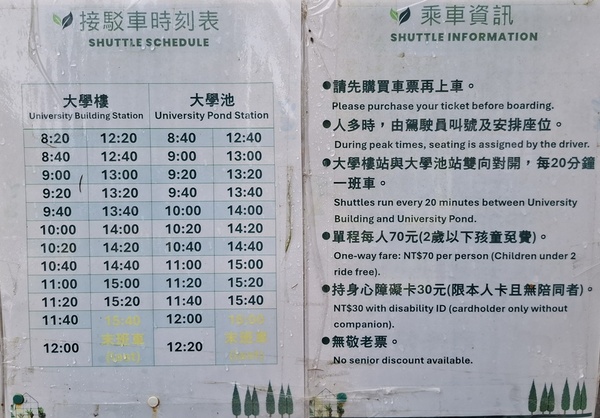 接駁車時刻表
SHUTTLE SCHEDULE
大學樓 大學池
University Building Station University Pond Station
8:20 12:20 8:40 12:40
8:40 12:40 9:00 13:00
9:00 13:00 9:20 13:20
9:20 13:20 9:40 13:40
9:40 13:40 10:00 14:00
10:00 14:00 10:20 14:20
10:20 14:20 10:40 14:40
10:40 14:40 11:00 15:00
11:00 15:00 11:20 15:20
11:20 15:20 11:40 15:40
11:40 15:40 12:00
12:00 末班車 12:20
乘車資訊
SHUTTLE INFORMATION
●請先購買車票再上車。
Please purchase your ticket before boarding.
●人多時,由駕駛員叫號及安排座位。
During peak times, seating is assigned by the driver.
●大學樓站與大學池站雙向對開,每20分鐘
一班車。
Shuttles run every 20 minutes between University
Building and University Pond.
●單程每人70元(2歲以下孩童免費)。
One-way fare: NT$70 per person (Children under 2
ride free).
●持身心障礙卡30元(限本人卡且無陪同者)。
NT$30 with disability ID (cardholder only without
companion).
●無敬老票。
No senior discount available.